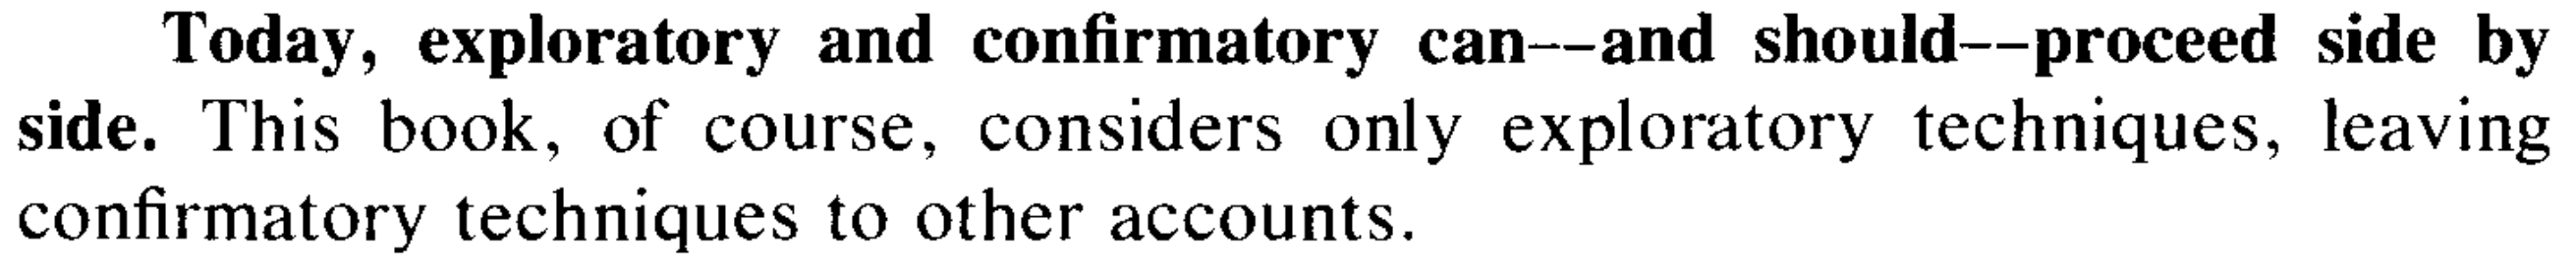 Today, exploratory and confirmatory can--and should--proceed side by
side. This book, of course, considers only exploratory techniques, leaving
confirmatory techniques to other accounts.